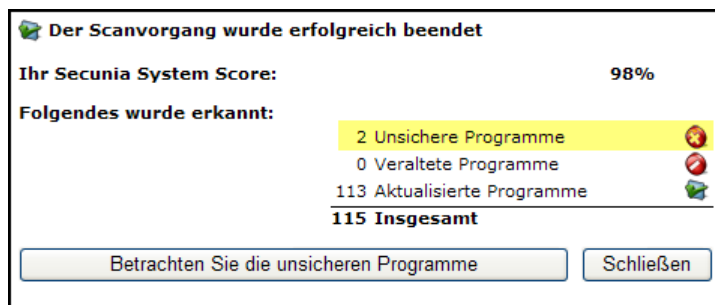 Der Scanvorgang wurde erfolgreich beendet
Ihr Secunia System Score: 98%
Folgendes wurde erkannt:
2 Unsichere Programme
0 Veraltete Programme
113 Aktualisierte Programme
115 Insgesamt
Betrachten Sie die unsicheren Programme Schließen